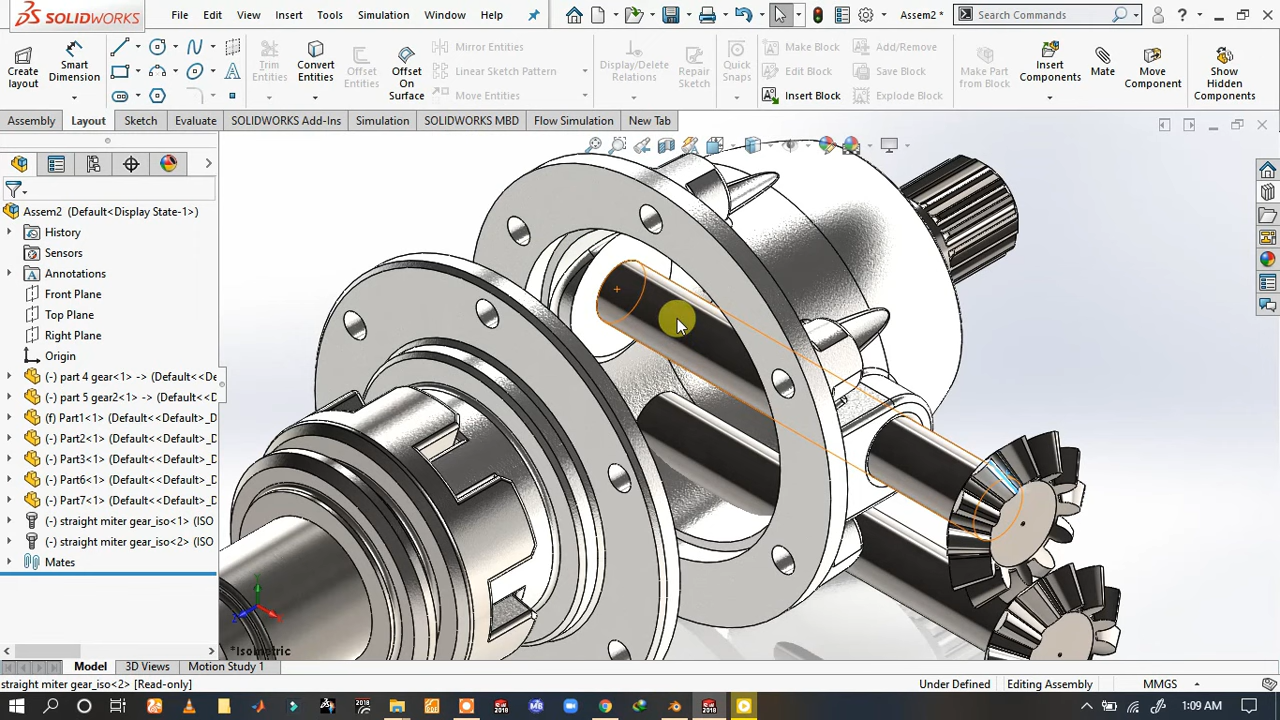 SOLIDWORKS File Edit View Insert Tools Simulation Window Help Assem2 * Search Commands ?
Create layout Smart Dimension Trim Entities Convert Entities Offset Entities Offset On Surface Mirror Entities Linear Sketch Pattern Move Entities Display/Delete Relations Repair Sketch Quick Snaps Make Block Edit Block Insert Block Add/Remove Save Block Explode Block Make Part from Block Insert Components Mate Move Component Show Hidden Components
Assembly Layout Sketch Evaluate SOLIDWORKS Add-Ins Simulation SOLIDWORKS MBD Flow Simulation New Tab
Assem2 (Default<Display State-1>)
History
Sensors
Annotations
Front Plane
Top Plane
Right Plane
Origin
(-) part 4 gear<1> -> (Default<<De
(-) part 5 gear2<1> -> (Default<<D
(f) Part1<1> (Default<<Default>_D
(-) Part2<1> (Default<<Default>_D
(-) Part3<1> (Default<<Default>_D
(-) Part6<1> (Default<<Default>_D
(-) Part7<1> (Default<<Default>_D
(-) straight miter gear_iso<1> (ISO
(-) straight miter gear_iso<2> (ISO
Mates
*Isometric
Model 3D Views Motion Study 1
straight miter gear_iso<2> [Read-only] Under Defined Editing Assembly MMGS
1:09 AM